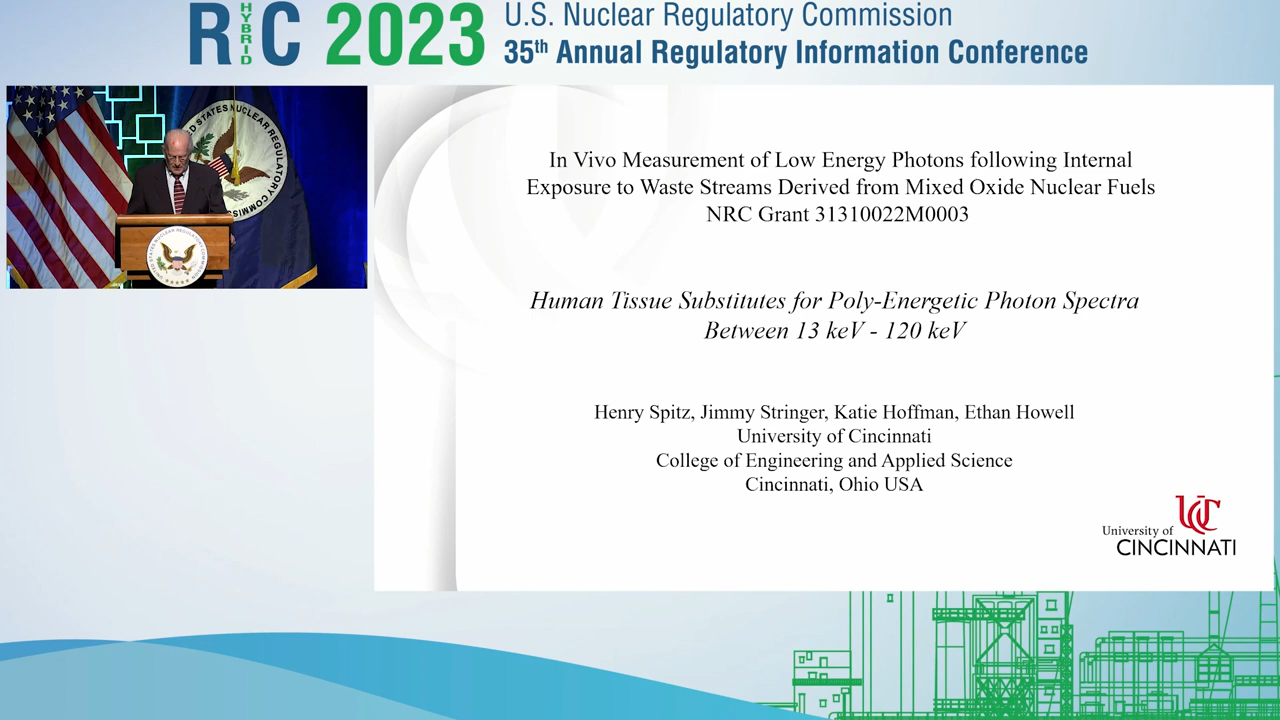 RIC 2023
HYBRID
U.S. Nuclear Regulatory Commission
35th Annual Regulatory Information Conference
In Vivo Measurement of Low Energy Photons following Internal
Exposure to Waste Streams Derived from Mixed Oxide Nuclear Fuels
NRC Grant 31310022M0003
Human Tissue Substitutes for Poly-Energetic Photon Spectra
Between 13 keV - 120 keV
Henry Spitz, Jimmy Stringer, Katie Hoffman, Ethan Howell
University of Cincinnati
College of Engineering and Applied Science
Cincinnati, Ohio USA
UC
University of
CINCINNATI